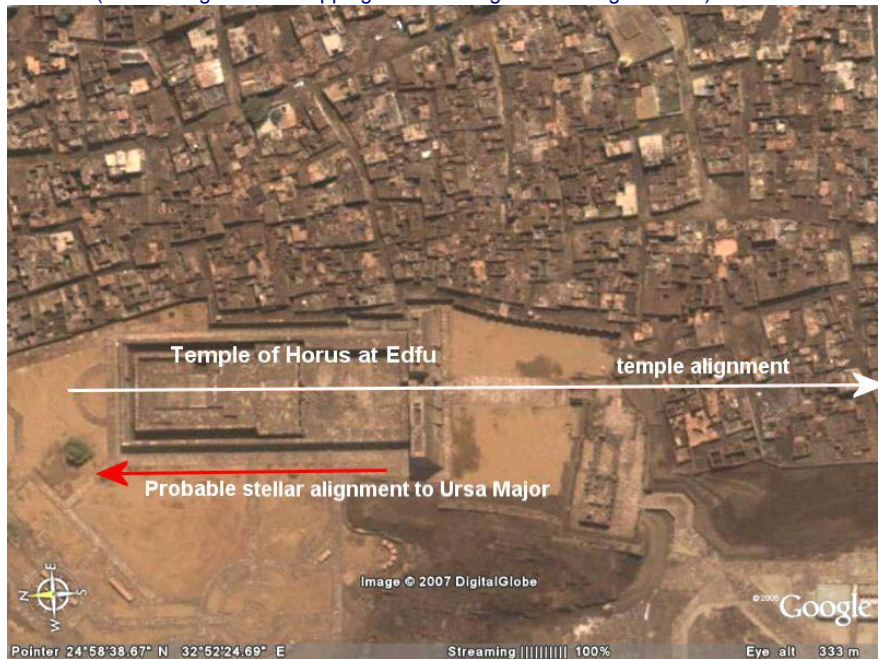 Temple of Horus at Edfu
temple alignment
Probable stellar alignment to Ursa Major
N E S W
Image © 2007 DigitalGlobe
© 2005 Google
Pointer 24°58'38.67" N 32°52'24.69" E Streaming |||||||||| 100% Eye alt 333 m